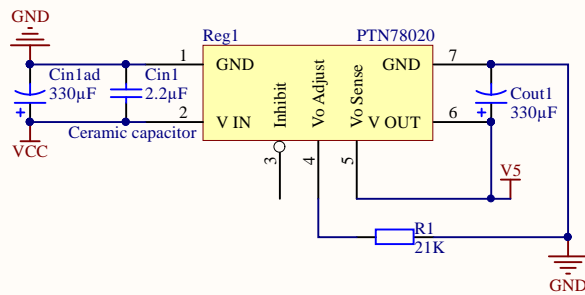 GND
Reg1
PTN78020
1
7
Cin1ad
330µF
Cin1
2.2µF
GND
GND
Cout1
330µF
2
6
V IN
Inhibit
Vo Adjust
Vo Sense
V OUT
Ceramic capacitor
VCC
3
4
5
V5
R1
21K
GND